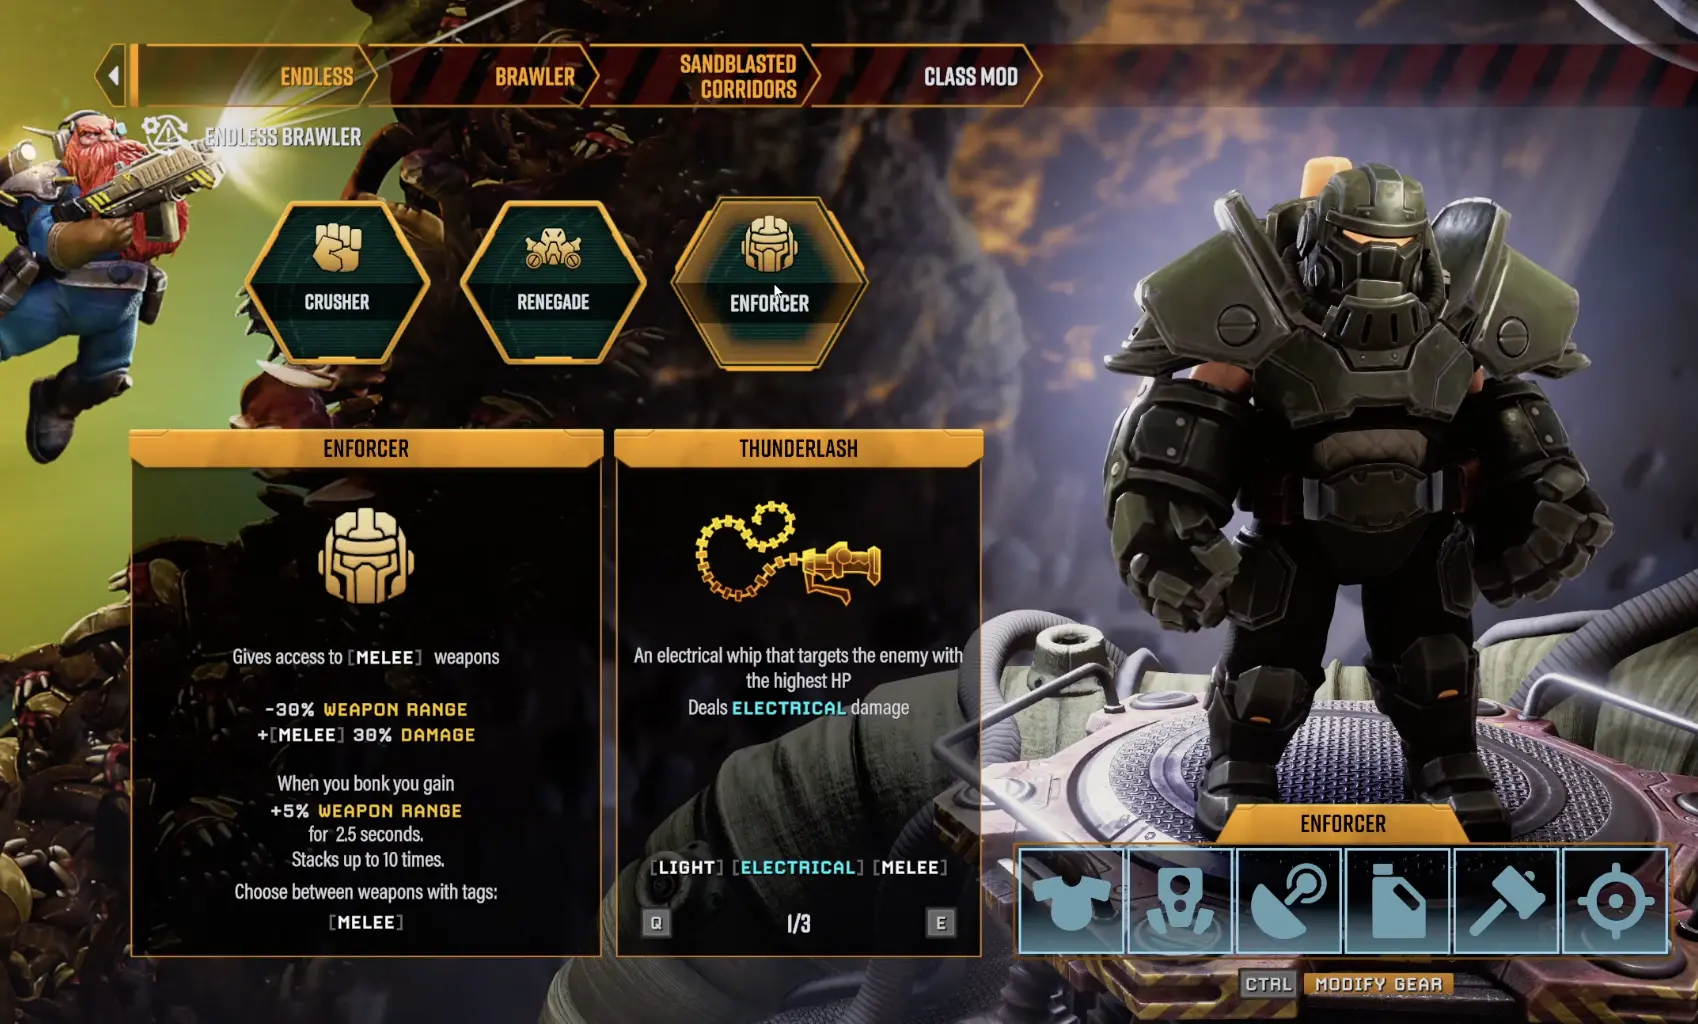 ENDLESS
BRAWLER
SANDBLASTED
CORRIDORS
CLASS MOD
ENDLESS BRAWLER
CRUSHER
RENEGADE
ENFORCER
ENFORCER
Gives access to [MELEE] weapons
-30% WEAPON RANGE
+[MELEE] 30% DAMAGE
When you bonk you gain
+5% WEAPON RANGE
for 2.5 seconds.
Stacks up to 10 times.
Choose between weapons with tags:
[MELEE]
THUNDERLASH
An electrical whip that targets the enemy with
the highest HP
Deals ELECTRICAL damage
[LIGHT] [ELECTRICAL] [MELEE]
Q
1/3
E
ENFORCER
CTRL
MODIFY GEAR